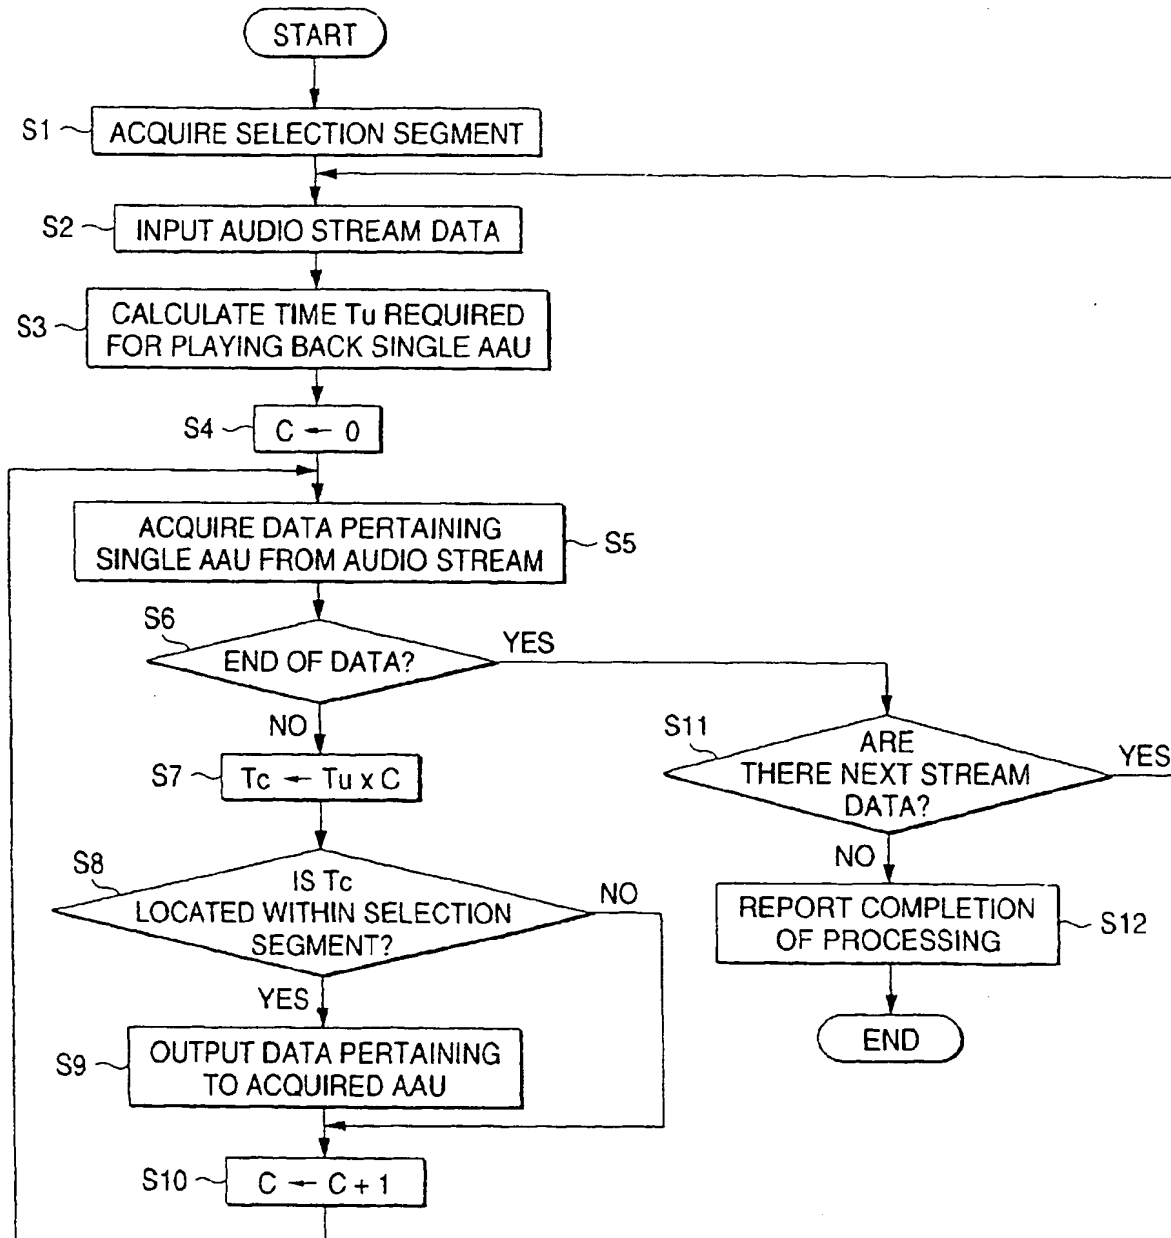 START
S1
ACQUIRE SELECTION SEGMENT
S2
INPUT AUDIO STREAM DATA
S3
CALCULATE TIME Tu REQUIRED
FOR PLAYING BACK SINGLE AAU
S4
C ← 0
ACQUIRE DATA PERTAINING
SINGLE AAU FROM AUDIO STREAM
S5
S6
END OF DATA?
YES
NO
S7
Tc ← Tu x C
S8
IS Tc
LOCATED WITHIN SELECTION
SEGMENT?
NO
YES
S9
OUTPUT DATA PERTAINING
TO ACQUIRED AAU
S10
C ← C + 1
S11
ARE
THERE NEXT STREAM
DATA?
YES
NO
REPORT COMPLETION
OF PROCESSING
S12
END